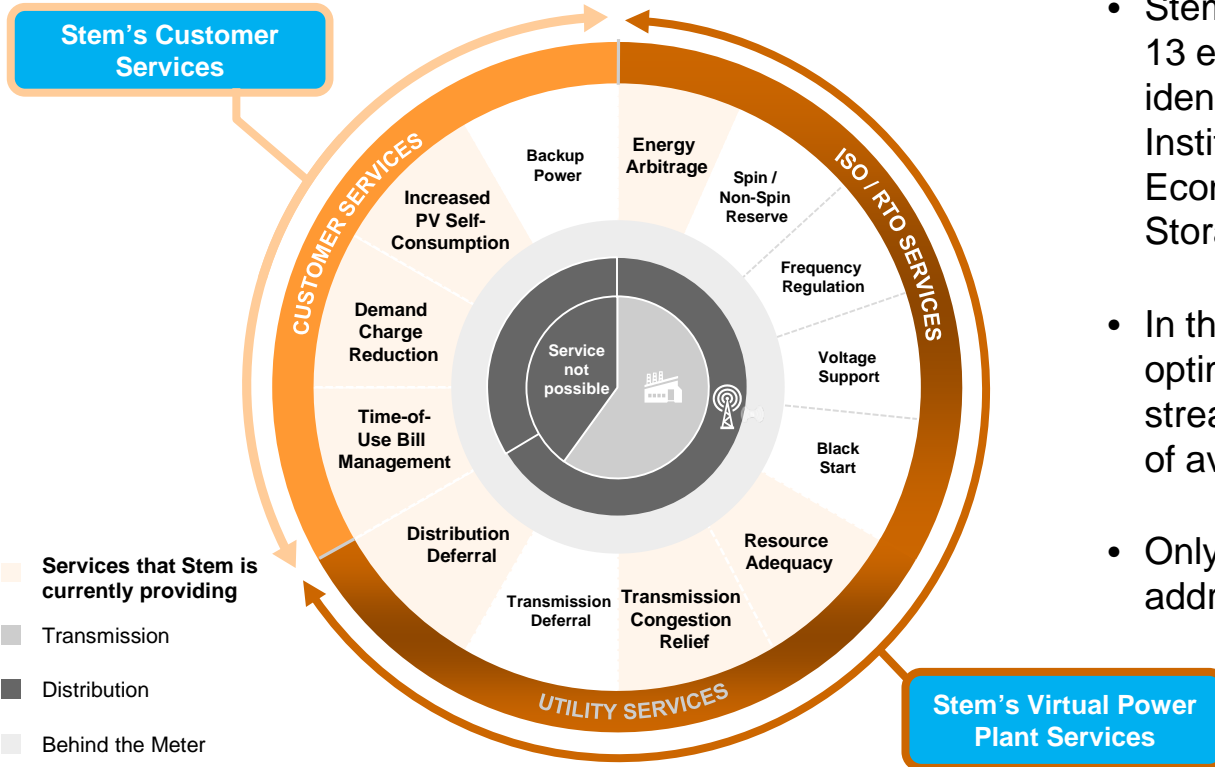 Stem's Customer
Services
CUSTOMER SERVICES
ISO / RTO SERVICES
UTILITY SERVICES
Backup
Power
Energy
Arbitrage
Spin /
Non-Spin
Reserve
Frequency
Regulation
Voltage
Support
Black
Start
Resource
Adequacy
Transmission
Congestion
Relief
Transmission
Deferral
Distribution
Deferral
Time-of-
Use Bill
Management
Demand
Charge
Reduction
Increased
PV Self-
Consumption
Service
not
possible
Services that Stem is
currently providing
Transmission
Distribution
Behind the Meter
Stem's Virtual Power
Plant Services
• Stem
13 e
iden
Instit
Econ
Stora
• In th
optim
strea
of av
• Only
addr